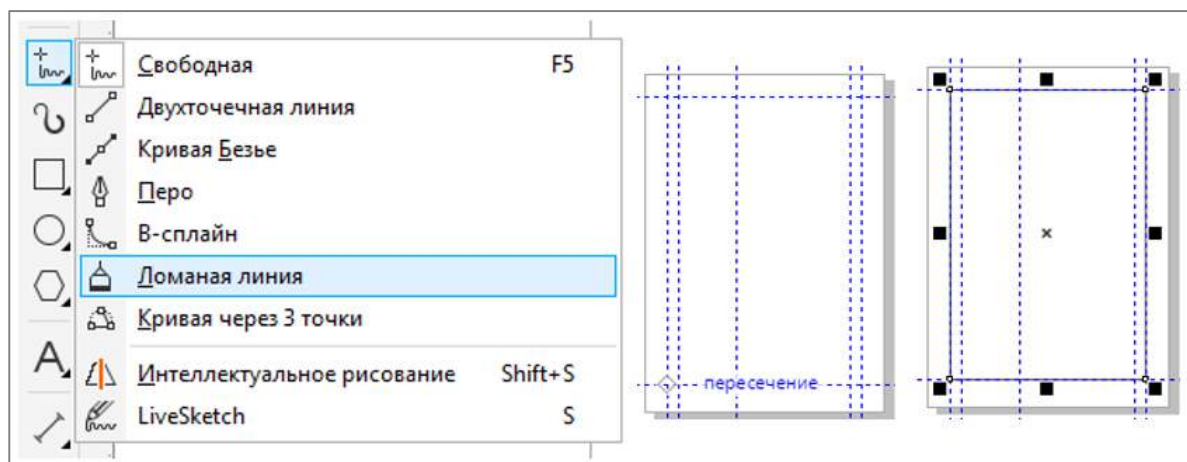 Свободная F5
Двухточечная линия
Кривая Безье
Перо
В-сплайн
Ломаная линия
Кривая через 3 точки
Интеллектуальное рисование Shift+S
LiveSketch S
пересечение